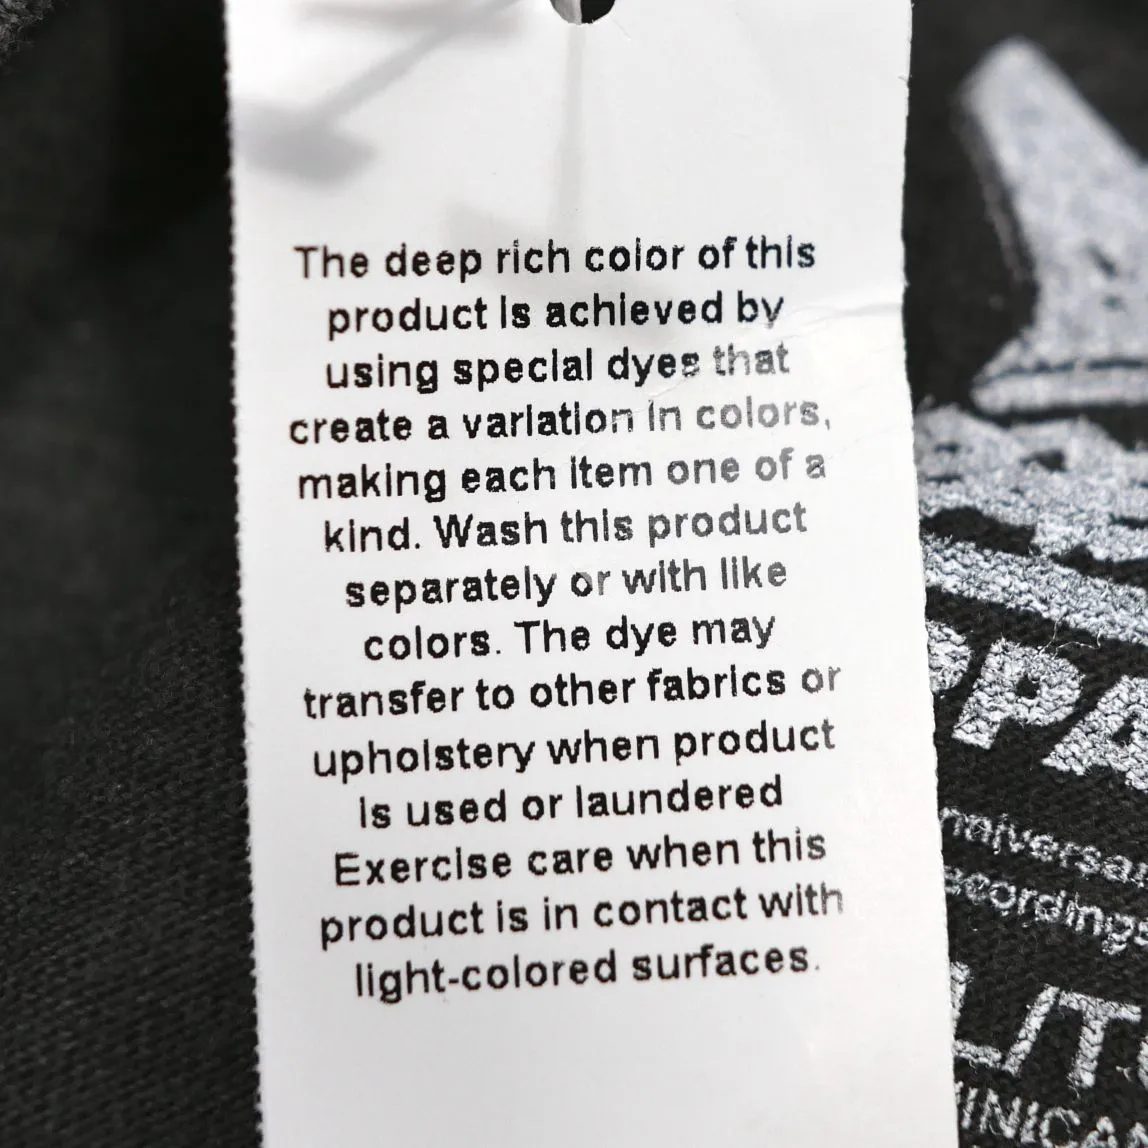 The deep rich color of this
product is achieved by
using special dyes that
create a variation in colors,
making each item one of a
kind. Wash this product
separately or with like
colors. The dye may
transfer to other fabrics or
upholstery when product
is used or laundered
Exercise care when this
product is in contact with
light-colored surfaces.